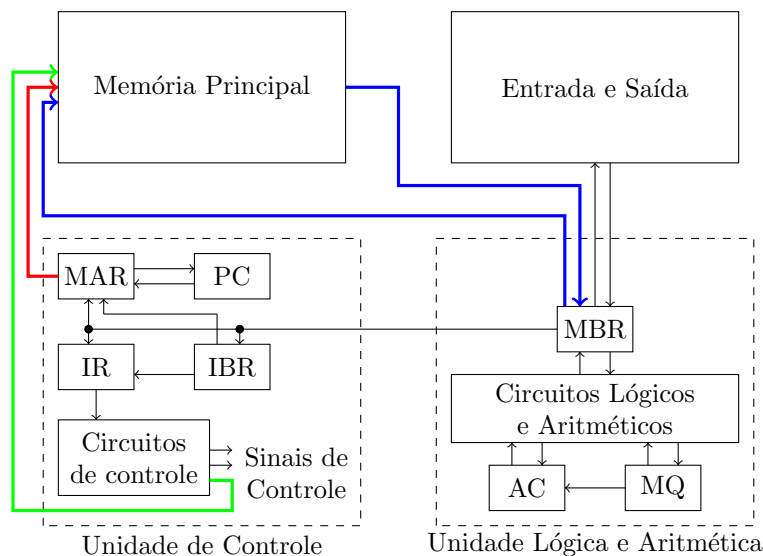 Memória Principal
Entrada e Saída
MAR
PC
MBR
IR
IBR
Circuitos Lógicos
e Aritméticos
Circuitos
de controle
Sinais de
Controle
AC
MQ
Unidade de Controle
Unidade Lógica e Aritmética